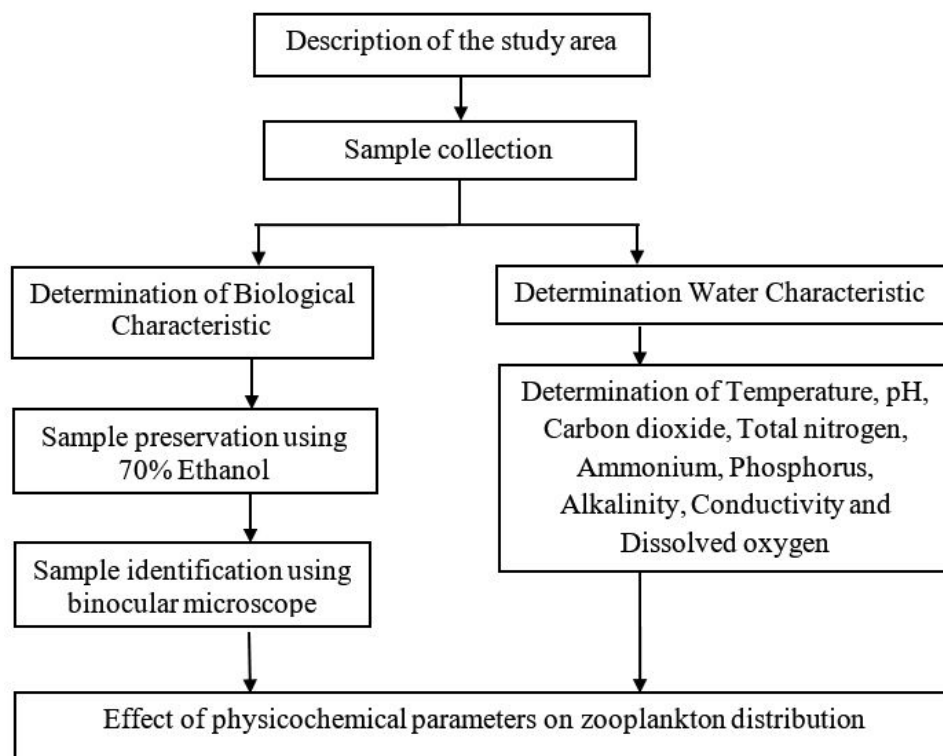 Description of the study area
Sample collection
Determination of Biological
Characteristic
Sample preservation using
70% Ethanol
Sample identification using
binocular microscope
Determination Water Characteristic
Determination of Temperature, pH,
Carbon dioxide, Total nitrogen,
Ammonium, Phosphorus,
Alkalinity, Conductivity and
Dissolved oxygen
Effect of physicochemical parameters on zooplankton distribution